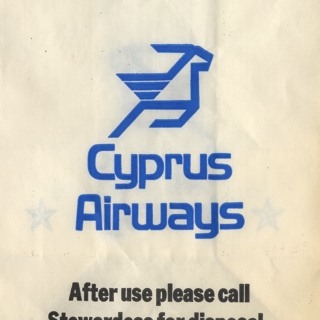 Cyprus
Airways
After use please call
Stewardess for disposal